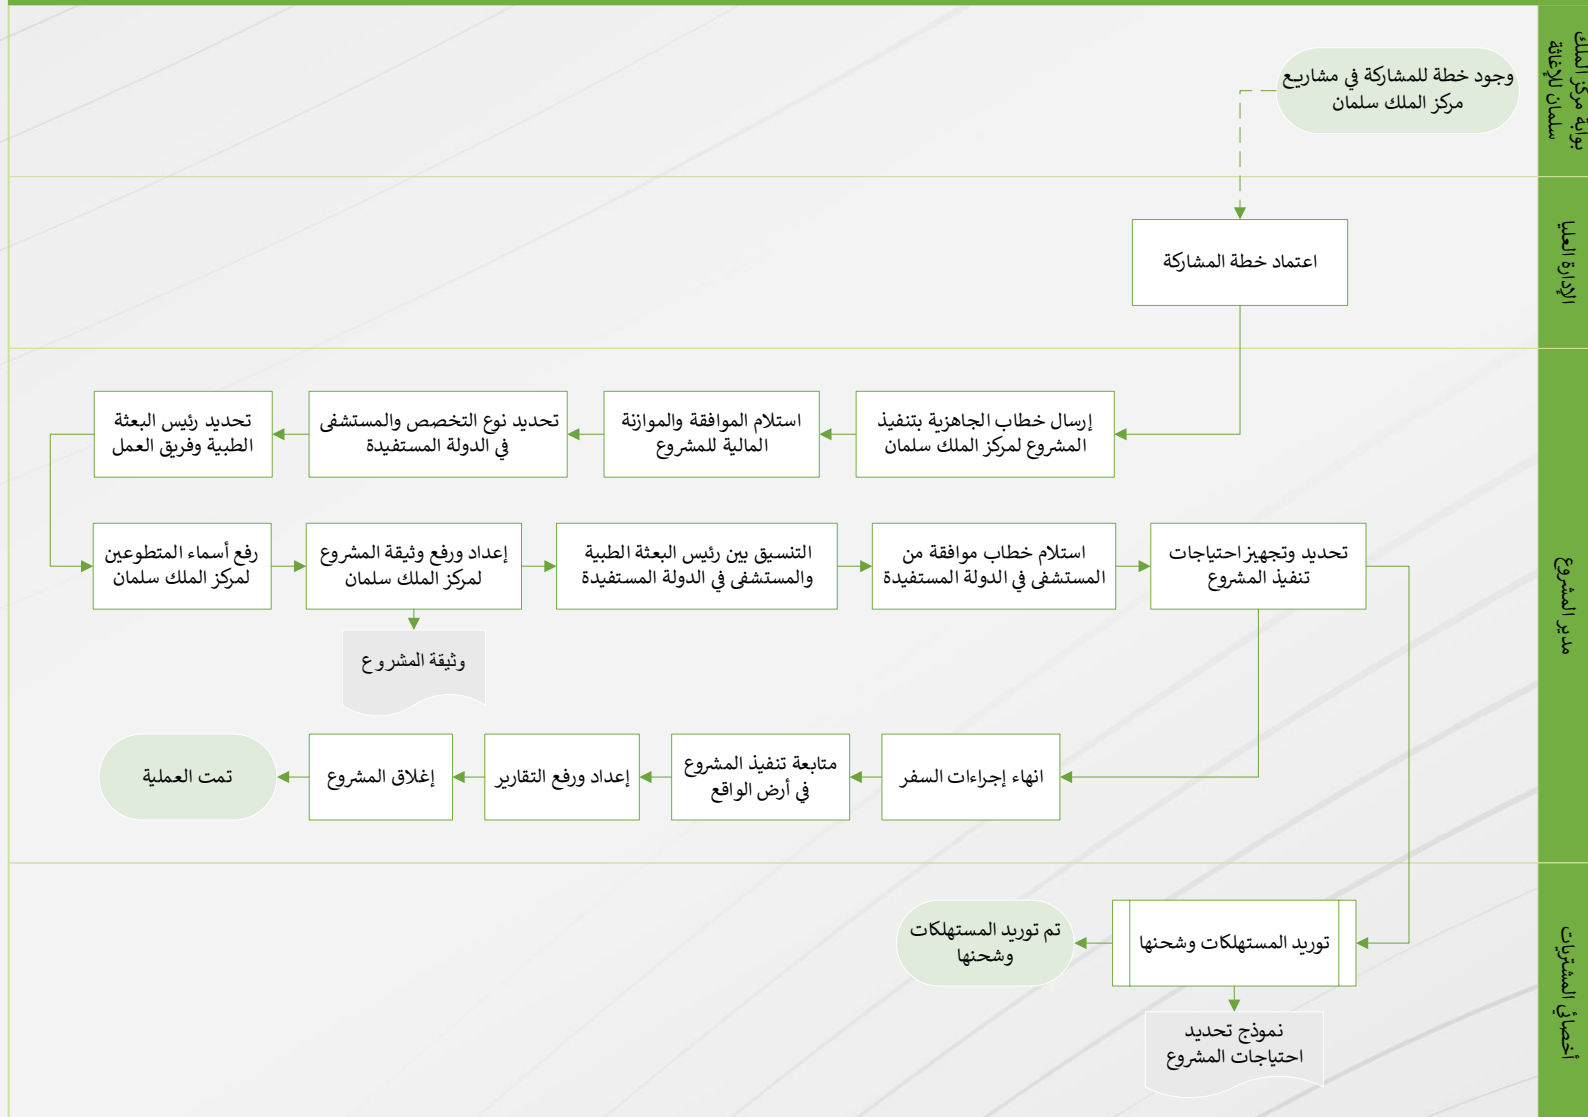 بوابة مركز الملك
سلمان للإغاثة
وجود خطة للمشاركة في مشاريع
مركز الملك سلمان
الإدارة العليا
اعتماد خطة المشاركة
مدير المشروع
إرسال خطاب الجاهزية بتنفيذ
المشروع لمركز الملك سلمان
استلام الموافقة والموازنة
المالية للمشروع
تحديد نوع التخصص والمستشفى
في الدولة المستفيدة
تحديد رئيس البعثة
الطبية وفريق العمل
رفع أسماء المتطوعين
لمركز الملك سلمان
إعداد ورفع وثيقة المشروع
لمركز الملك سلمان
وثيقة المشروع
التنسيق بين رئيس البعثة الطبية
والمستشفى في الدولة المستفيدة
استلام خطاب موافقة من
المستشفى في الدولة المستفيدة
تحديد وتجهيز احتياجات
تنفيذ المشروع
انهاء إجراءات السفر
متابعة تنفيذ المشروع
في أرض الواقع
إعداد ورفع التقارير
إغلاق المشروع
تمت العملية
أخصائي المشتريات
توريد المستهلكات وشحنها
تم توريد المستهلكات
وشحنها
نموذج تحديد
احتياجات المشروع